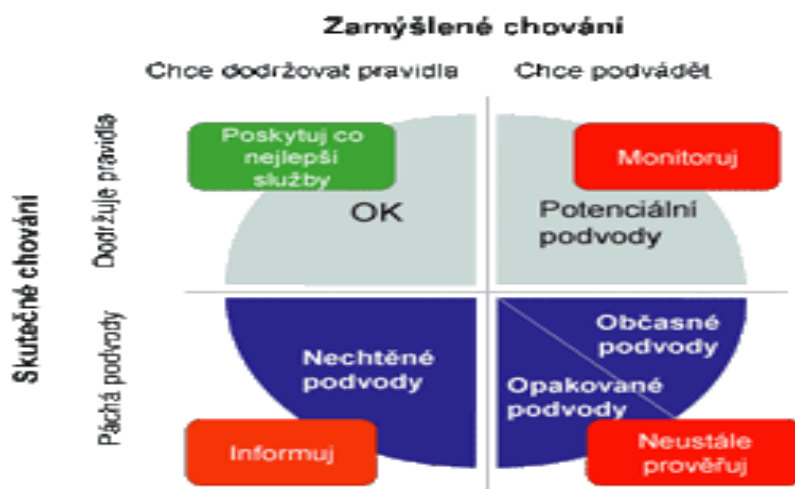 Zamýšlené chování
Chce dodržovat pravidla
Chce podvádět
Skutečné chování
Dodržuje pravidla
Poskytuj co
nejlepší
služby
OK
Monitoruj
Potenciální
podvody
Páchá podvody
Nechtěné
podvody
Informuj
Občasné
podvody
Opakované
podvody
Neustále
prověřuj